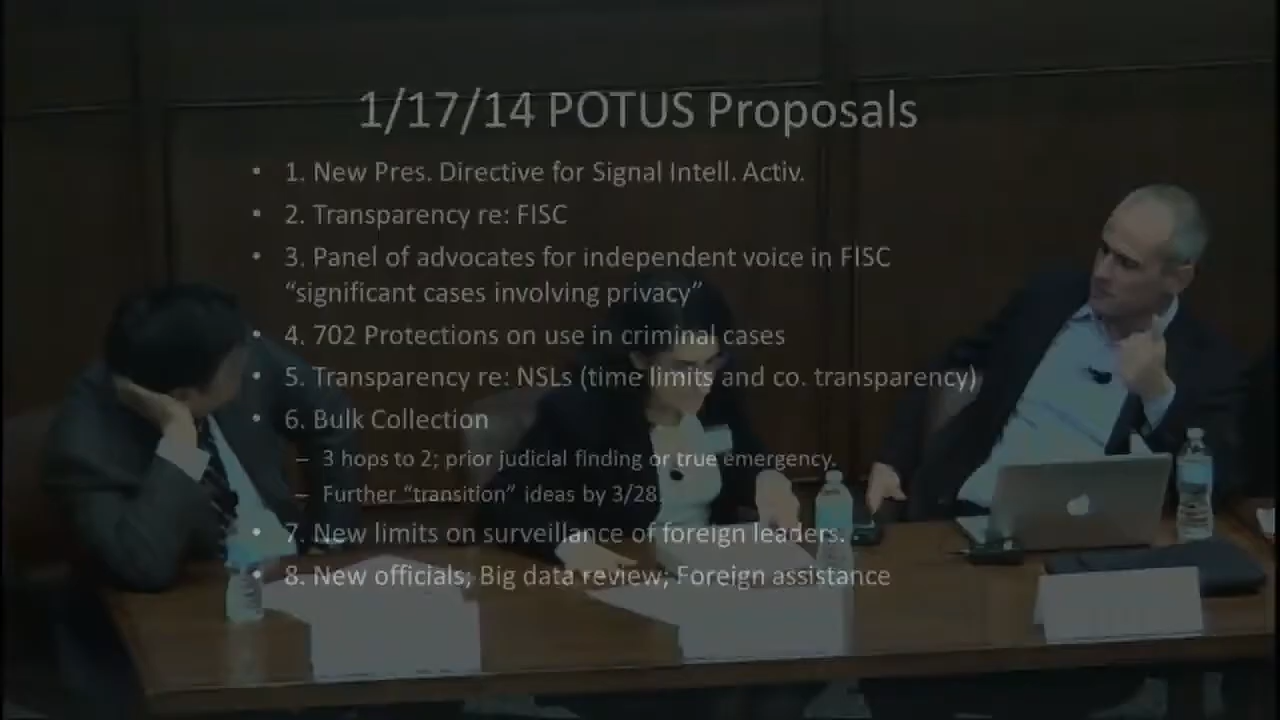 1/17/14 POTUS Proposals
• 1. New Pres. Directive for Signal Intell. Activ.
• 2. Transparency re: FISC
• 3. Panel of advocates for independent voice in FISC
“significant cases involving privacy”
• 4. 702 Protections on use in criminal cases
• 5. Transparency re: NSLs (time limits and co. transparency)
• 6. Bulk Collection
– 3 hops to 2; prior judicial finding or true emergency.
– Further “transition” ideas by 3/28.
• 7. New limits on surveillance of foreign leaders.
• 8. New officials; Big data review; Foreign assistance